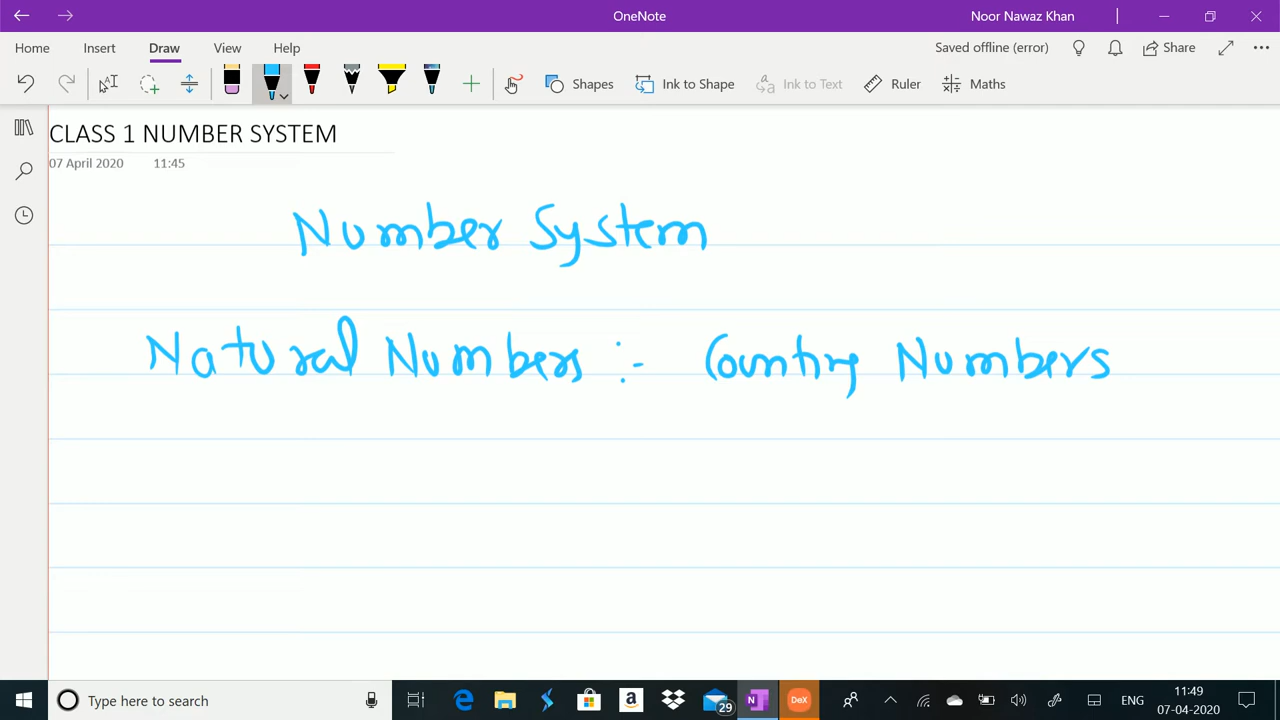 OneNote
Noor Nawaz Khan
Home Insert Draw View Help
Saved offline (error)
Share
Shapes
Ink to Shape
Ink to Text
Ruler
Maths
CLASS 1 NUMBER SYSTEM
07 April 2020 11:45
Number System
Natural Numbers :- Counting Numbers
Type here to search
29
DeX
ENG
11:49
07-04-2020